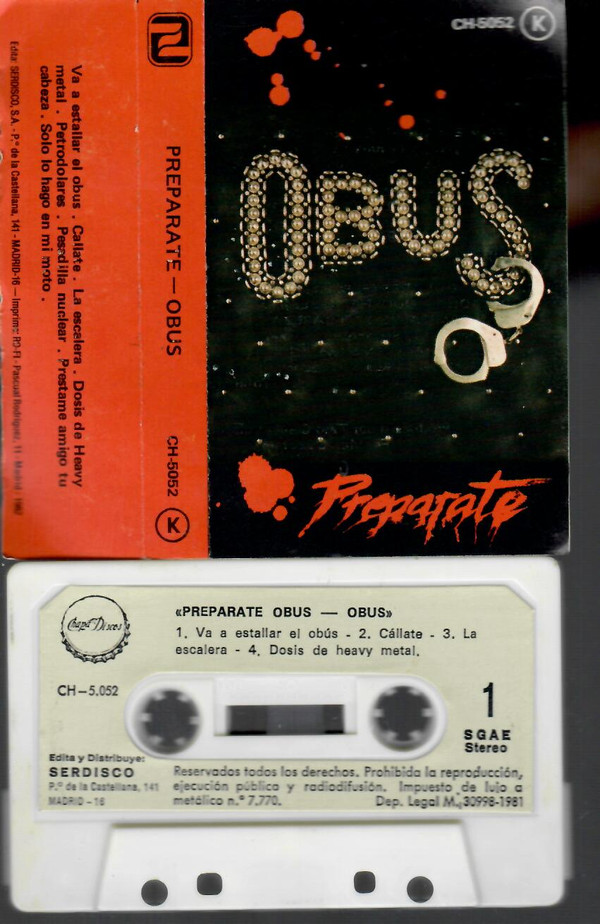 CH-5052 K
OBUS
Preparate
PREPARATE — OBUS
CH-5052 K
Va a estallar el obus . Callate . La escalera . Dosis de Heavy
metal . Petrodolares . Pesadilla nuclear . Prestame amigo tu
cabeza . Solo lo hago en mi moto .
Edita: SERDISCO, S.A. - P.º de la Castellana, 141 - MADRID-16 — Imprime: RO-FI - Pascual Rodriguez, 11 - Madrid - 1982
Chapa Discos
«PREPARATE OBUS — OBUS»
1. Va a estallar el obús - 2. Cállate - 3. La
escalera - 4. Dosis de heavy metal.
CH-5.052
1
SGAE
Stereo
Edita y Distribuye:
SERDISCO
P.º de la Castellana, 141
MADRID - 16
Reservados todos los derechos. Prohibida la reproducción,
ejecución pública y radiodifusión. Impuesto de lujo a
metálico n.º 7.770. Dep. Legal M. 30998-1981